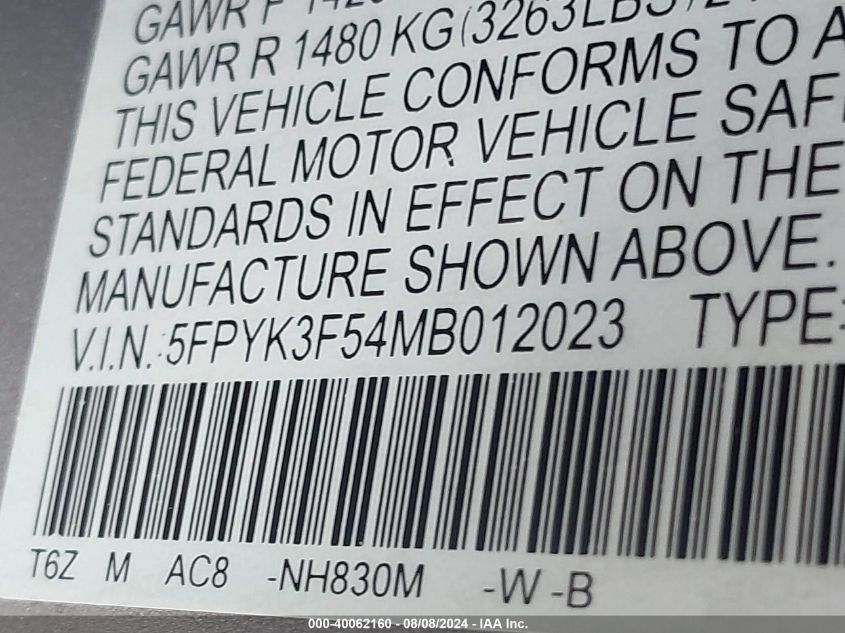 GAWR F
GAWR R 1480 KG (3263LBS)
THIS VEHICLE CONFORMS TO A
FEDERAL MOTOR VEHICLE SAF
STANDARDS IN EFFECT ON THE
MANUFACTURE SHOWN ABOVE.
V.I.N.: 5FPYK3F54MB012023 TYPE:
T6Z M AC8 -NH830M -W -B
000-40062160 - 08/08/2024 - IAA Inc.